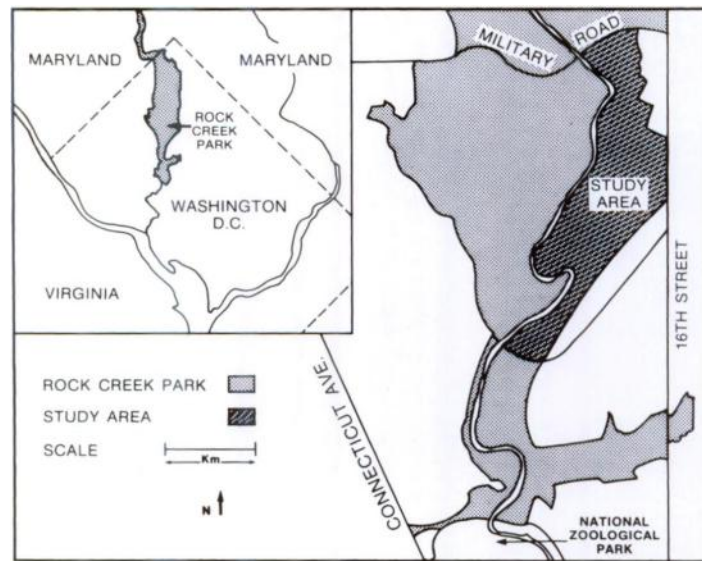 MARYLAND
MARYLAND
ROCK
CREEK
PARK
WASHINGTON
D.C.
VIRGINIA
MILITARY
ROAD
STUDY
AREA
16TH STREET
CONNECTICUT AVE.
NATIONAL
ZOOLOGICAL
PARK
ROCK CREEK PARK
STUDY AREA
SCALE
Km
N